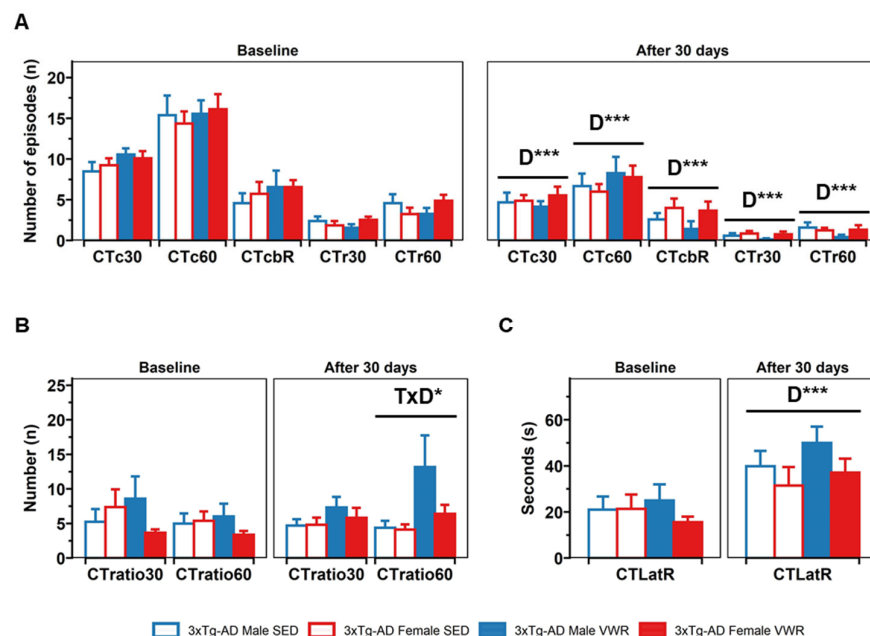 A
Baseline
After 30 days
Number of episodes (n)
20
15
10
5
0
D***
D***
D***
D***
D***
CTc30 CTc60 CTcbR CTr30 CTr60
CTc30 CTc60 CTcbR CTr30 CTr60
B
Baseline
After 30 days
Number (n)
25
20
15
10
5
0
TxD*
CTratio30 CTratio60
CTratio30 CTratio60
C
Baseline
After 30 days
Seconds (s)
60
40
20
0
D***
CTLatR
CTLatR
3xTg-AD Male SED 3xTg-AD Female SED 3xTg-AD Male VWR 3xTg-AD Female VWR